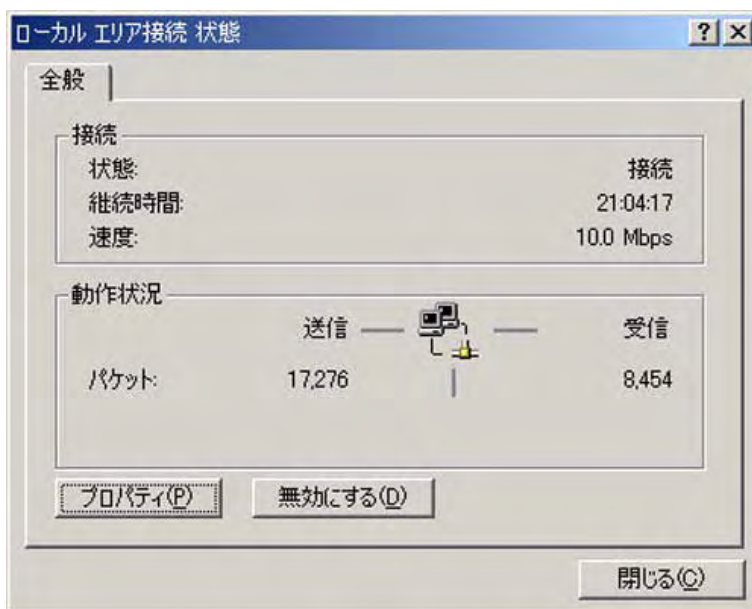 ローカル エリア接続 状態
全般
接続
状態: 接続
継続時間: 21:04:17
速度: 10.0 Mbps
動作状況
送信 受信
パケット: 17,276 8,454
プロパティ(P) 無効にする(D)
閉じる(C)